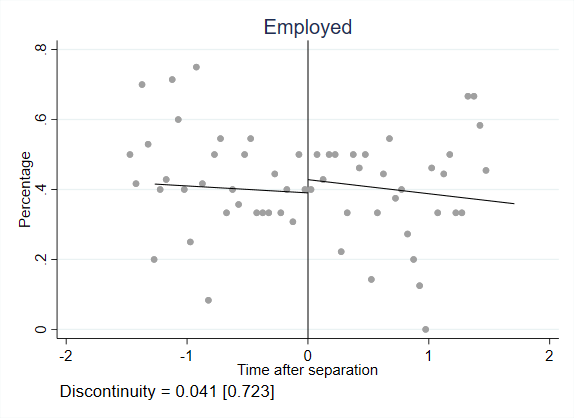 Employed
Percentage
.8
.6
.4
.2
0
-2 -1 0 1 2
Time after separation
Discontinuity = 0.041 [0.723]